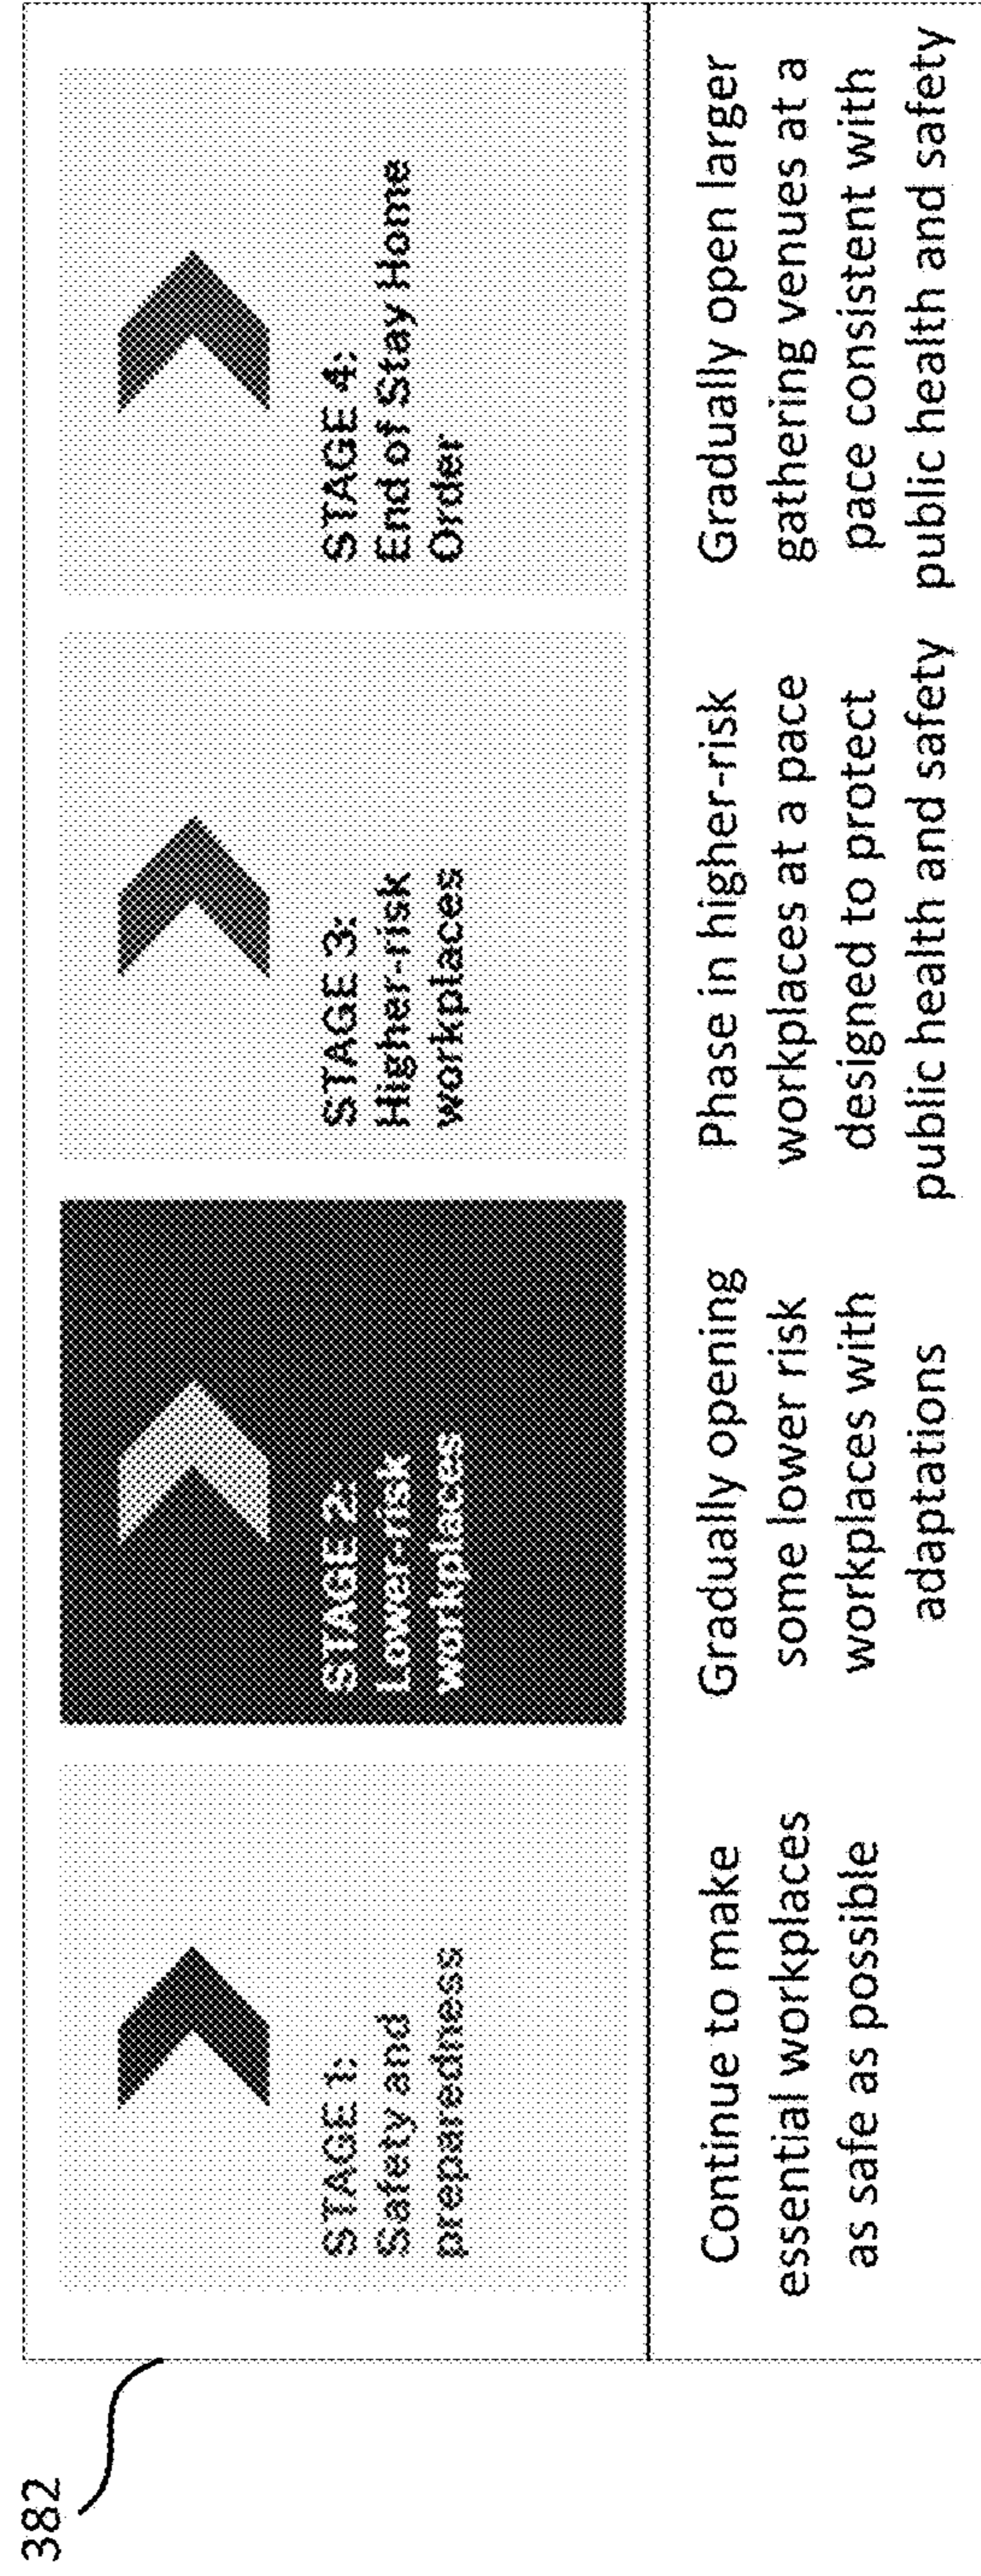 382
STAGE 1:
Safety and
preparedness
STAGE 2:
Lower-risk
workplaces
STAGE 3:
Higher-risk
workplaces
STAGE 4:
End of Stay Home
Order
Continue to make
essential workplaces
as safe as possible
Gradually opening
some lower risk
workplaces with
adaptations
Phase in higher-risk
workplaces at a pace
designed to protect
public health and safety
Gradually open larger
gathering venues at a
pace consistent with
public health and safety